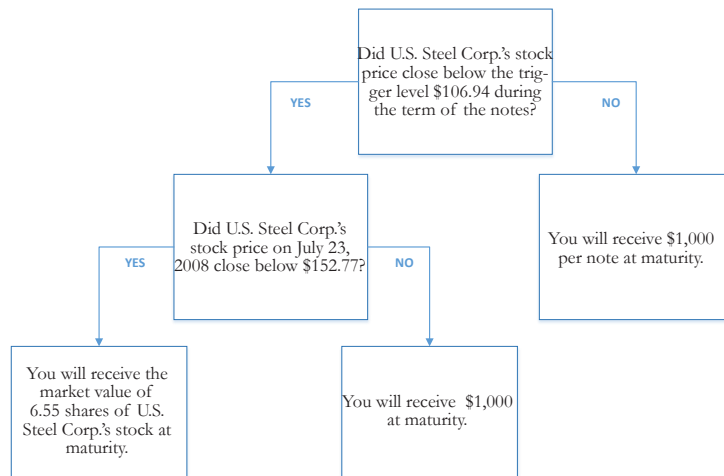 Did U.S. Steel Corp.'s stock
price close below the trig-
ger level $106.94 during
the term of the notes?
YES
NO
Did U.S. Steel Corp.'s
stock price on July 23,
2008 close below $152.77?
You will receive $1,000
per note at maturity.
YES
NO
You will receive the
market value of
6.55 shares of U.S.
Steel Corp.'s stock at
maturity.
You will receive $1,000
at maturity.